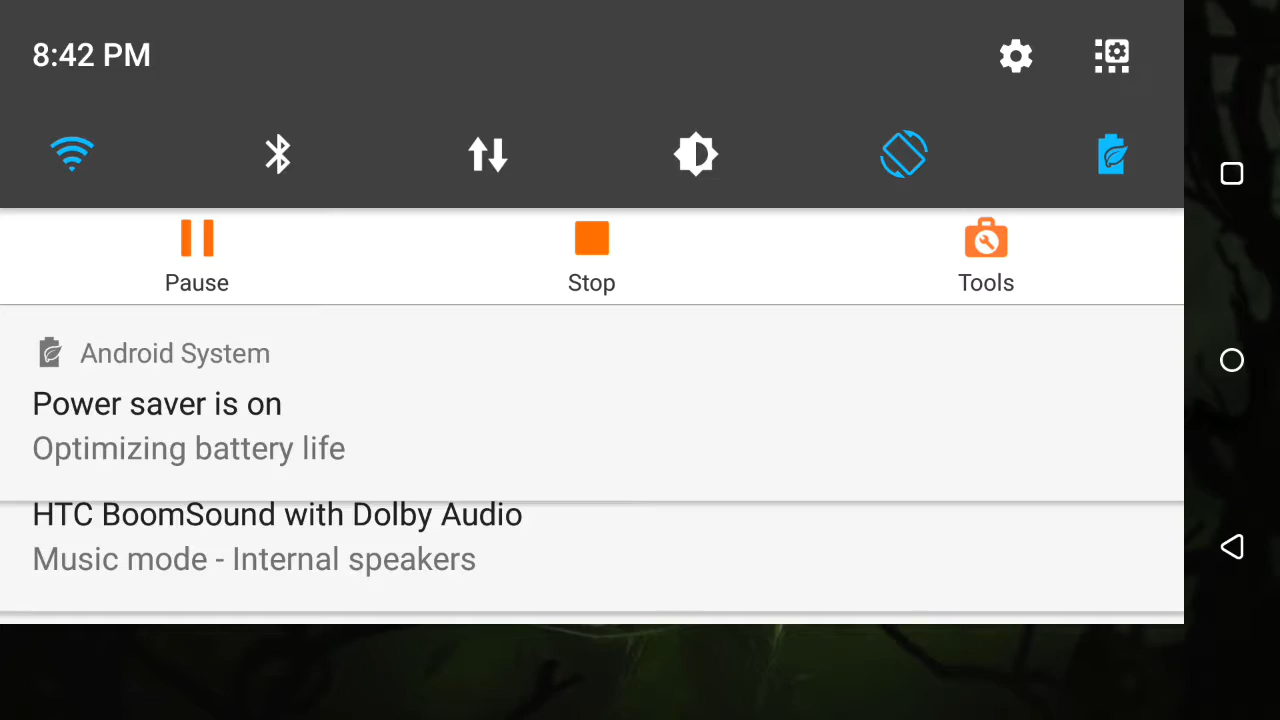 8:42 PM
Pause
Stop
Tools
Android System
Power saver is on
Optimizing battery life
HTC BoomSound with Dolby Audio
Music mode - Internal speakers